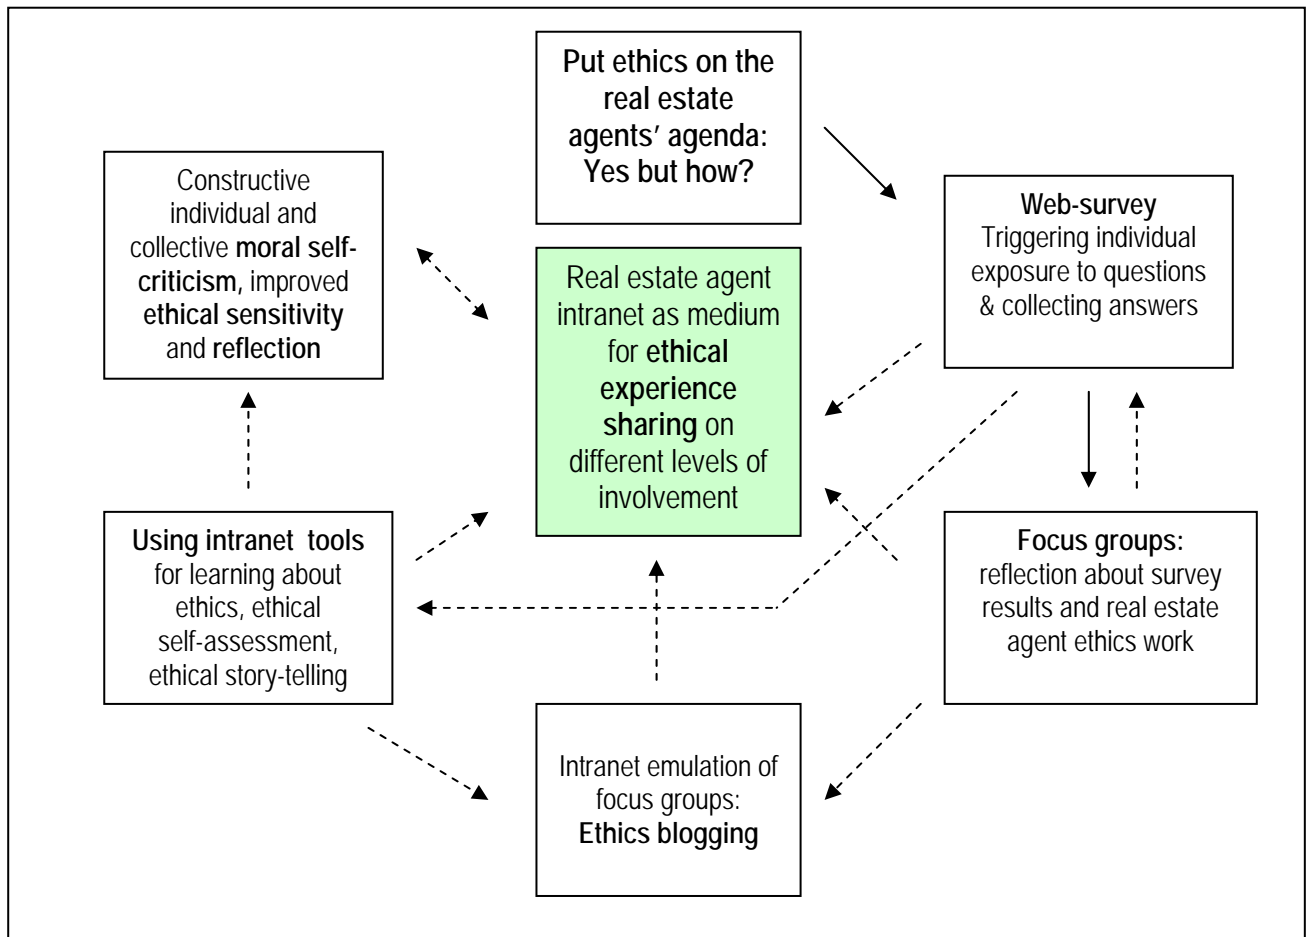 Put ethics on the
real estate
agents’ agenda:
Yes but how?
Constructive
individual and
collective moral self-
criticism, improved
ethical sensitivity
and reflection
Web-survey
Triggering individual
exposure to questions
& collecting answers
Real estate agent
intranet as medium
for ethical
experience
sharing on
different levels of
involvement
Using intranet tools
for learning about
ethics, ethical
self-assessment,
ethical story-telling
Focus groups:
reflection about survey
results and real estate
agent ethics work
Intranet emulation of
focus groups:
Ethics blogging